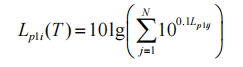 L_{p1i}(T) = 10lg(∑_{j=1}^{N} 10^{0.1L_{p1ij}})